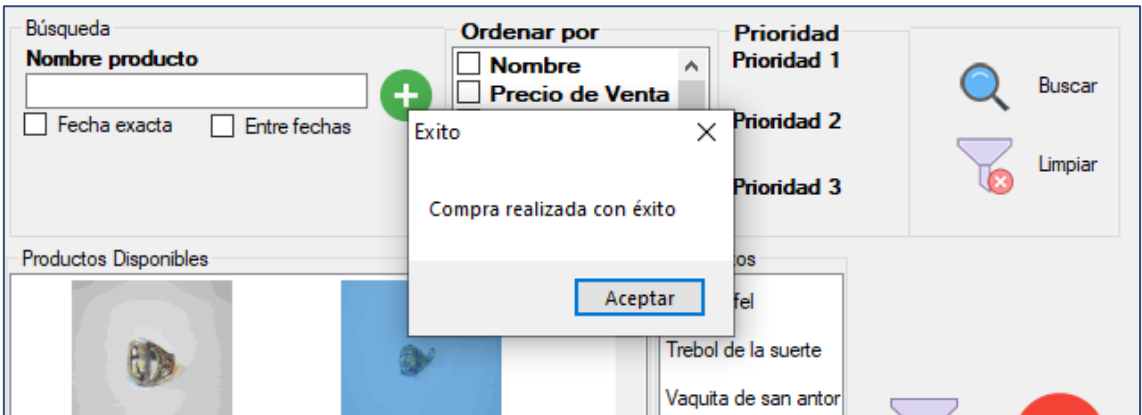 Búsqueda
Nombre producto
Fecha exacta
Entre fechas
Ordenar por
Nombre
Precio de Venta
Prioridad
Prioridad 1
Prioridad 2
Prioridad 3
Buscar
Limpiar
Exito
Compra realizada con éxito
Aceptar
Productos Disponibles
Trebol de la suerte
Vaquita de san antor